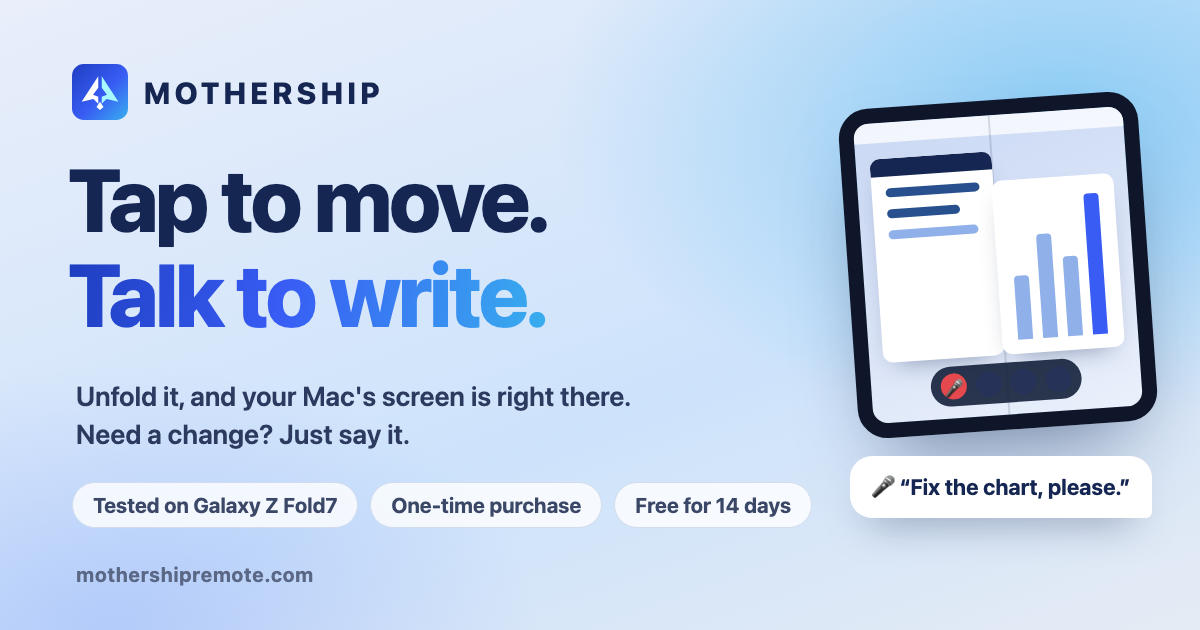 MOTHERSHIP
Tap to move.
Talk to write.
Unfold it, and your Mac's screen is right there.
Need a change? Just say it.
Tested on Galaxy Z Fold7
One-time purchase
Free for 14 days
“Fix the chart, please.”
mothershipremote.com